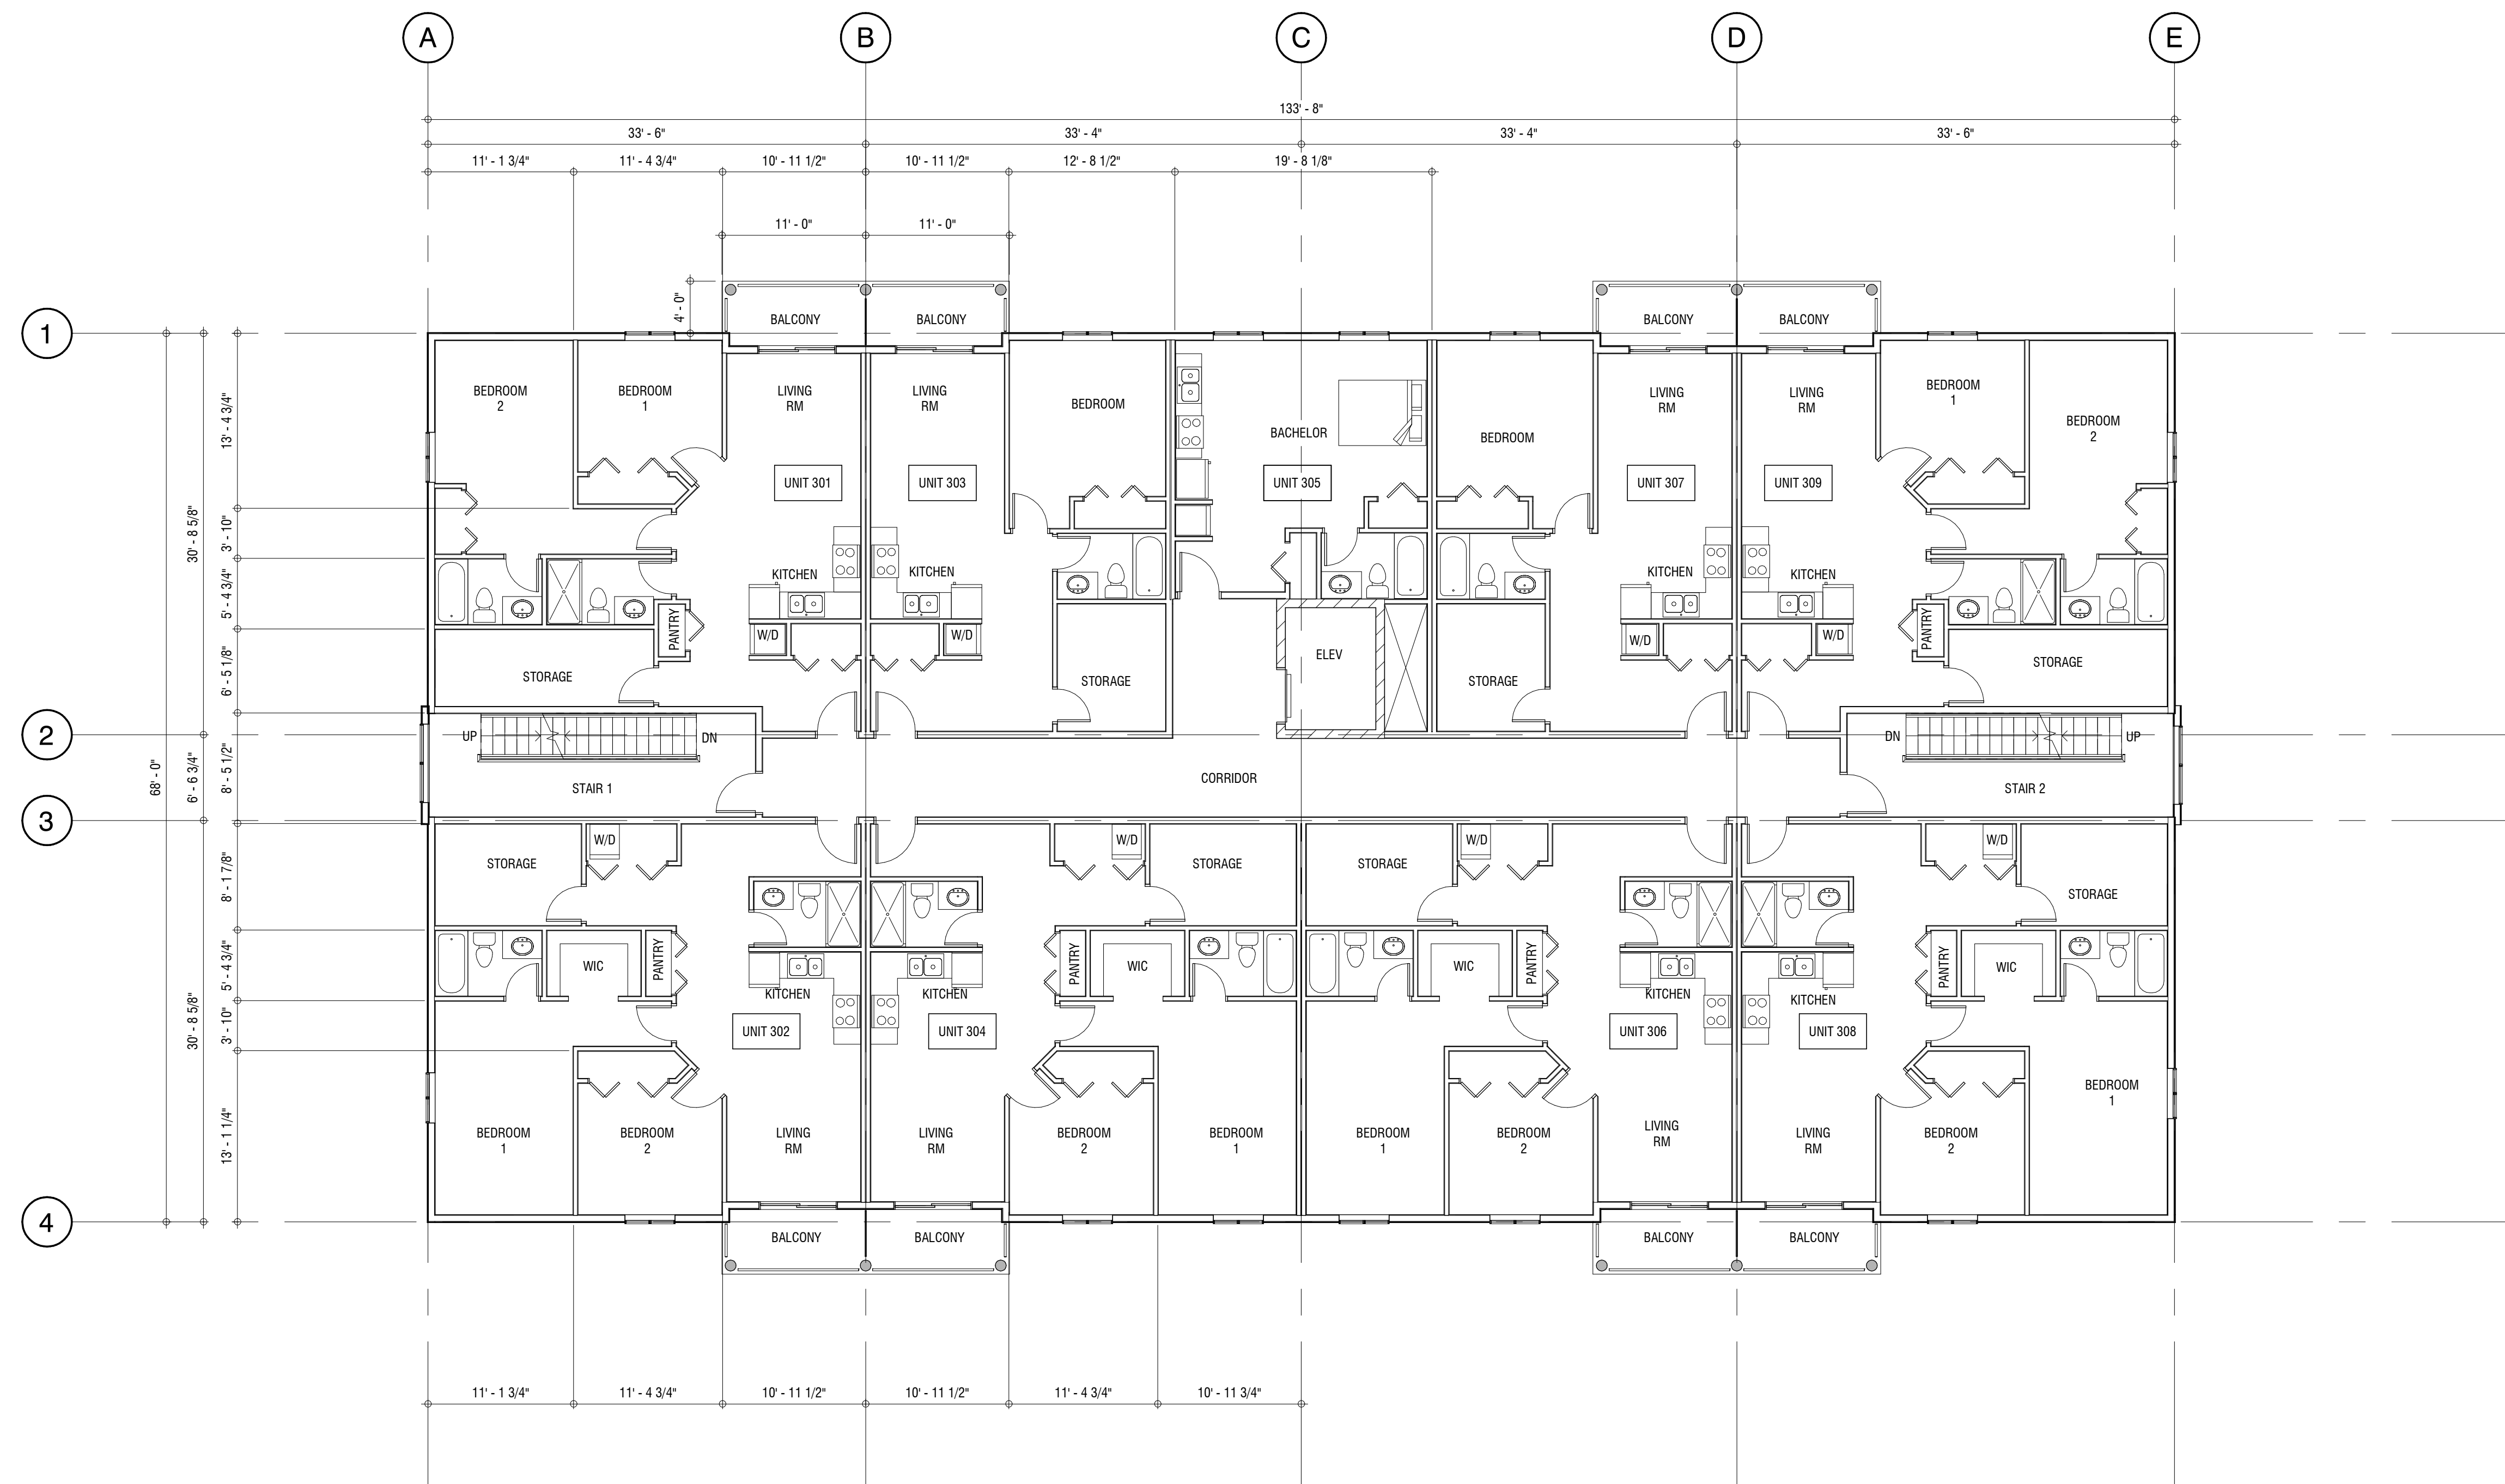 A B C D E
133' - 8"
33' - 6" 33' - 4" 33' - 4" 33' - 6"
11' - 1 3/4" 11' - 4 3/4" 10' - 11 1/2" 10' - 11 1/2" 12' - 8 1/2" 19' - 8 1/8"
11' - 0" 11' - 0"
4' - 0"
BALCONY BALCONY BALCONY BALCONY
1
BEDROOM
2
BEDROOM
1
LIVING
RM
LIVING
RM
BEDROOM
BACHELOR
BEDROOM
LIVING
RM
LIVING
RM
BEDROOM
1
BEDROOM
2
13' - 4 3/4"
UNIT 301 UNIT 303 UNIT 305 UNIT 307 UNIT 309
30' - 8 5/8"
3' - 10"
KITCHEN KITCHEN KITCHEN KITCHEN
5' - 4 3/4"
PANTRY PANTRY
W/D W/D W/D W/D
ELEV
6' - 5 1/8"
STORAGE STORAGE STORAGE STORAGE
2
UP DN DN UP
68' - 0"
6' - 6 3/4"
8' - 5 1/2"
STAIR 1 CORRIDOR STAIR 2
3
W/D W/D W/D W/D
STORAGE STORAGE STORAGE STORAGE
8' - 1 7/8"
5' - 4 3/4"
WIC PANTRY PANTRY WIC WIC PANTRY PANTRY WIC
KITCHEN KITCHEN KITCHEN KITCHEN
30' - 8 5/8"
3' - 10"
UNIT 302 UNIT 304 UNIT 306 UNIT 308
13' - 1 1/4"
BEDROOM
1
BEDROOM
2
LIVING
RM
LIVING
RM
BEDROOM
2
BEDROOM
1
BEDROOM
1
BEDROOM
2
LIVING
RM
LIVING
RM
BEDROOM
2
BEDROOM
1
4
BALCONY BALCONY BALCONY BALCONY
11' - 1 3/4" 11' - 4 3/4" 10' - 11 1/2" 10' - 11 1/2" 11' - 4 3/4" 10' - 11 3/4"